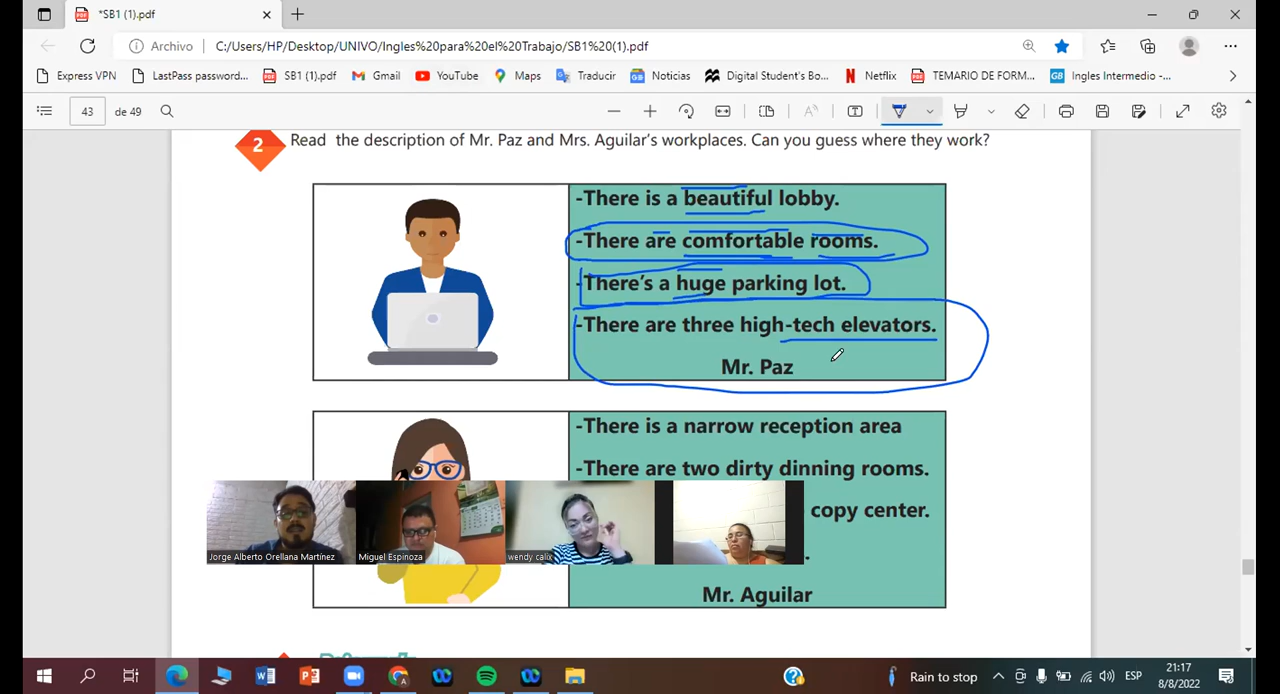 *SB1 (1).pdf
Archivo C:/Users/HP/Desktop/UNIVO/Ingles%20para%20el%20Trabajo/SB1%20(1).pdf
Express VPN LastPass password... SB1 (1).pdf Gmail YouTube Maps Traducir Noticias Digital Student's Bo... Netflix TEMARIO DE FORM... GB Ingles Intermedio -...
43 de 49
2 Read the description of Mr. Paz and Mrs. Aguilar's workplaces. Can you guess where they work?
-There is a beautiful lobby.
-There are comfortable rooms.
-There's a huge parking lot.
-There are three high-tech elevators.
Mr. Paz
-There is a narrow reception area
-There are two dirty dinning rooms.
copy center.
Jorge Alberto Orellana Martínez Miguel Espinoza wendy calix
Mr. Aguilar
Rain to stop ESP 21:17
8/8/2022